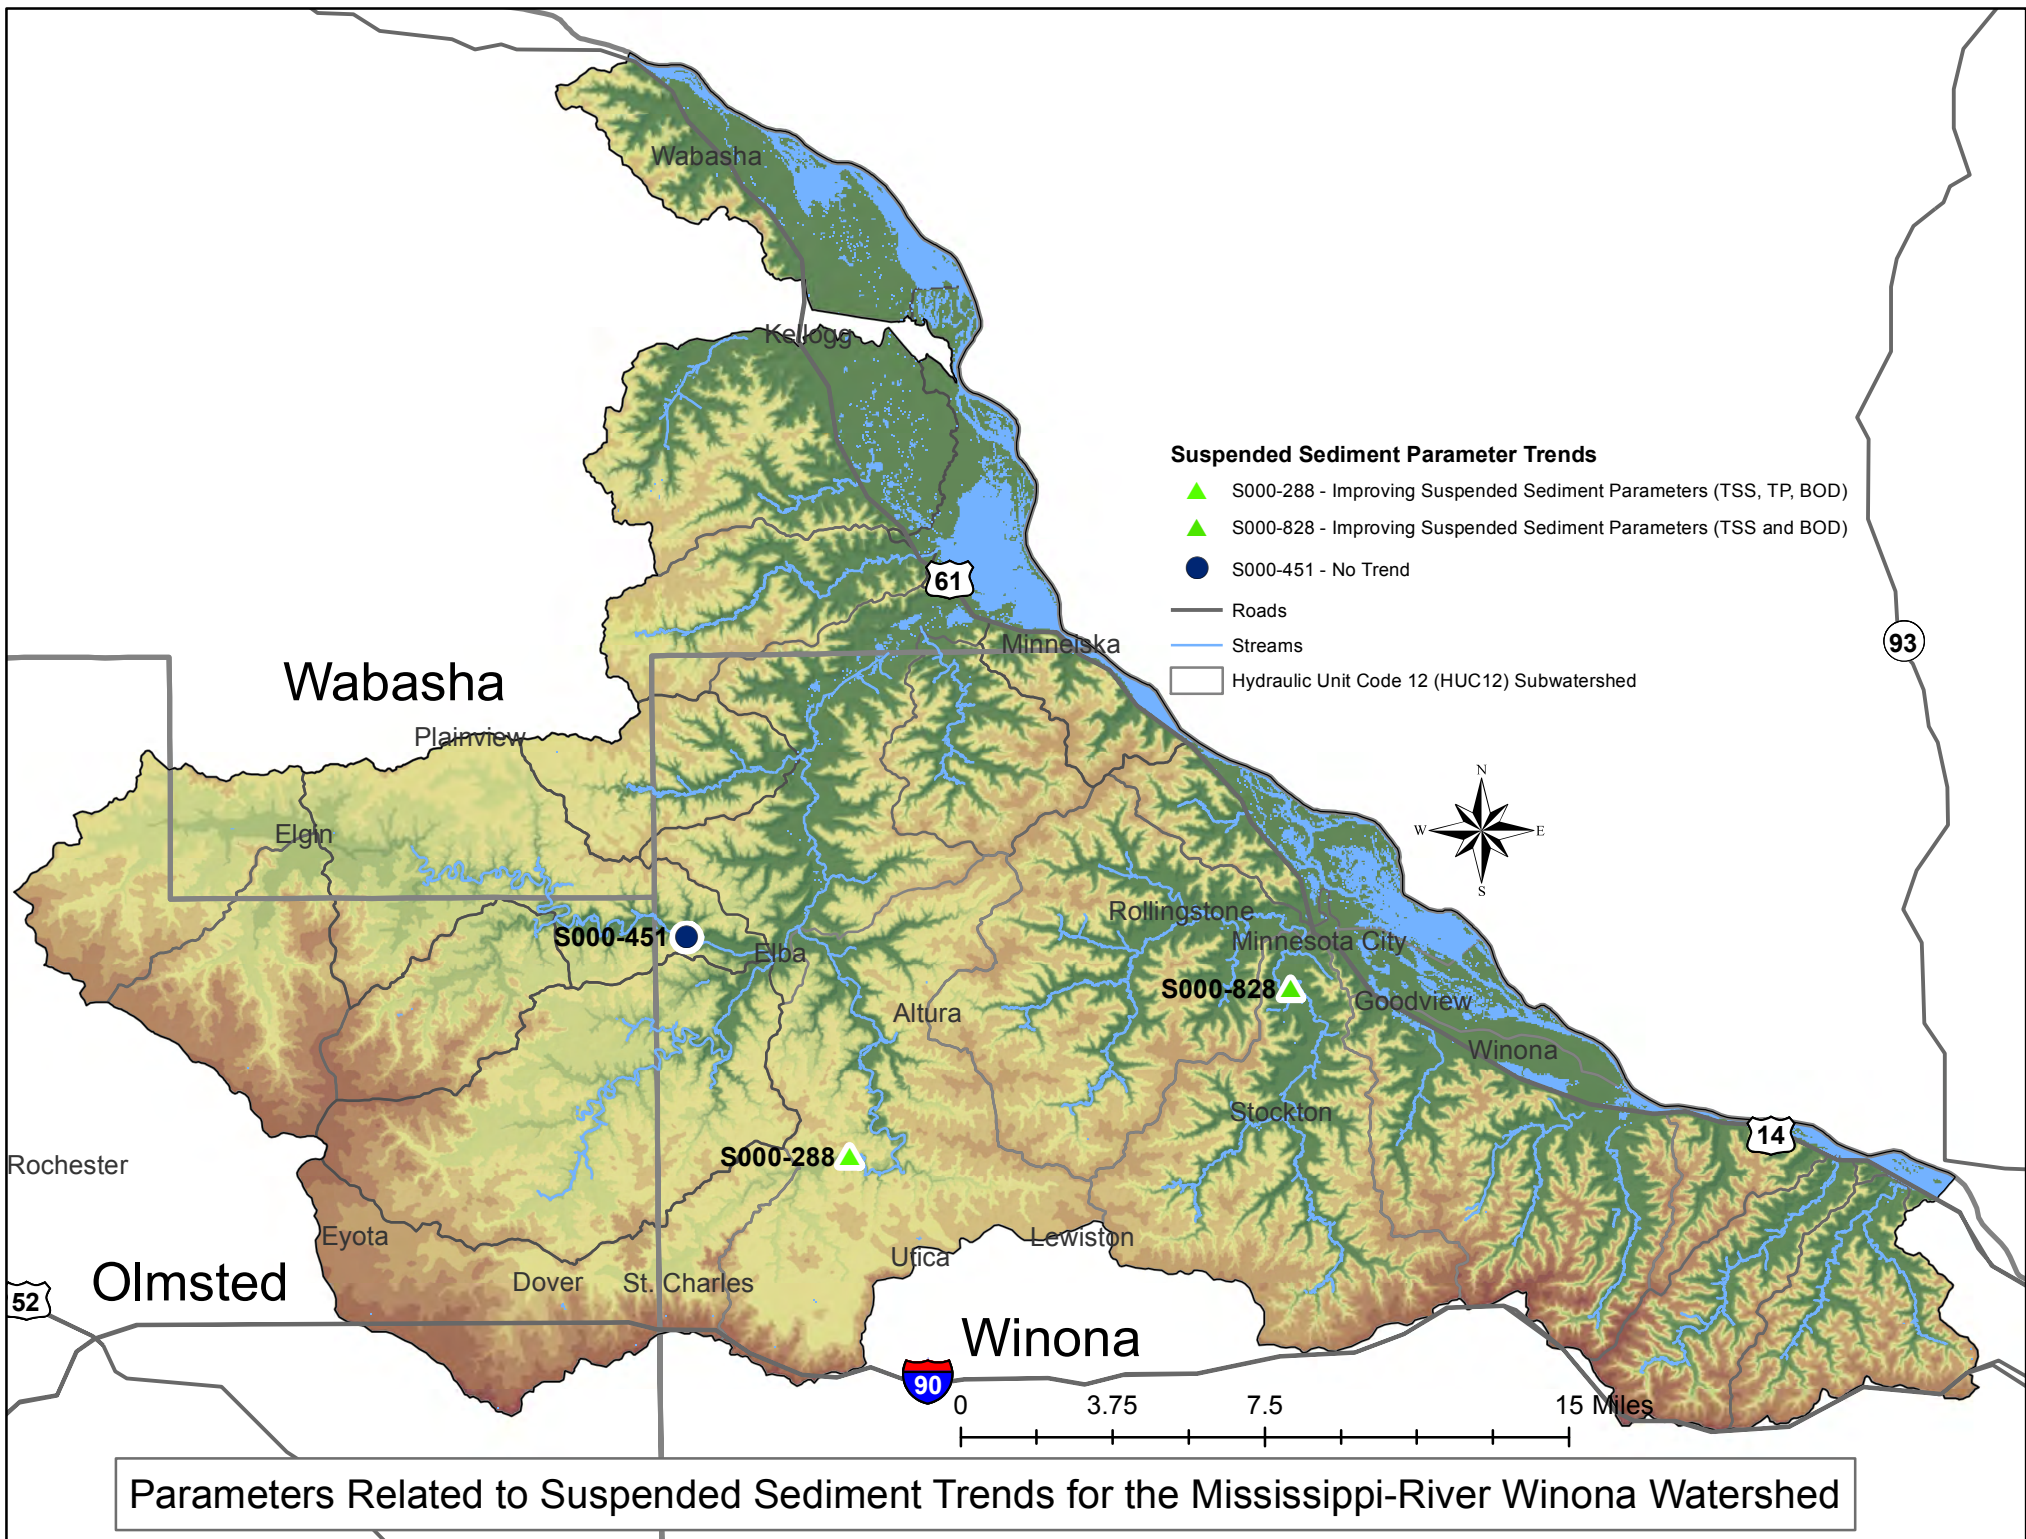 Wabasha
Kellogg
Suspended Sediment Parameter Trends
S000-288 - Improving Suspended Sediment Parameters (TSS, TP, BOD)
S000-828 - Improving Suspended Sediment Parameters (TSS and BOD)
S000-451 - No Trend
Roads
Streams
Hydraulic Unit Code 12 (HUC12) Subwatershed
61
93
Minneiska
Wabasha
Plainview
N
W
E
S
Elgin
Rollingstone
S000-451
Elba
Minnesota City
S000-828
Goodview
Altura
Winona
Stockton
14
S000-288
Rochester
Eyota
Lewiston
Utica
Olmsted
Dover
St. Charles
52
Winona
90
0
3.75
7.5
15 Miles
Parameters Related to Suspended Sediment Trends for the Mississippi-River Winona Watershed